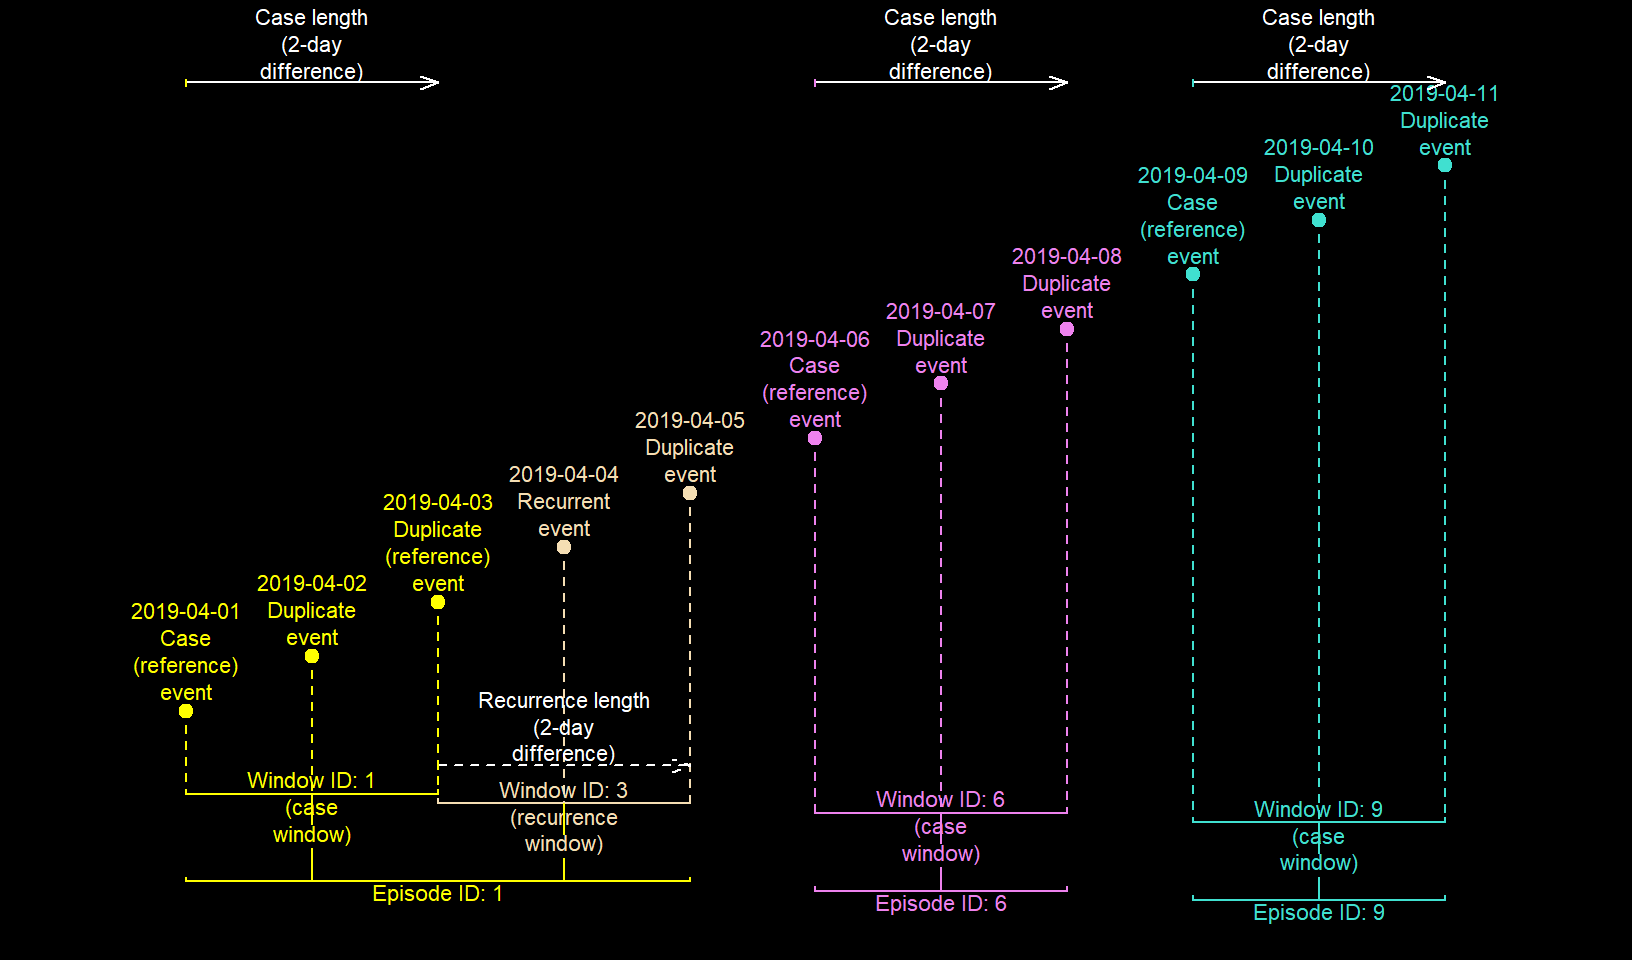 Case length
(2-day
difference)
Case length
(2-day
difference)
Case length
(2-day
difference)
2019-04-01
Case
(reference)
event
2019-04-02
Duplicate
event
2019-04-03
Duplicate
(reference)
event
2019-04-04
Recurrent
event
2019-04-05
Duplicate
event
2019-04-06
Case
(reference)
event
2019-04-07
Duplicate
event
2019-04-08
Duplicate
event
2019-04-09
Case
(reference)
event
2019-04-10
Duplicate
event
2019-04-11
Duplicate
event
Recurrence length
(2-day
difference)
Window ID: 1
(case
window)
Window ID: 3
(recurrence
window)
Window ID: 6
(case
window)
Window ID: 9
(case
window)
Episode ID: 1
Episode ID: 6
Episode ID: 9